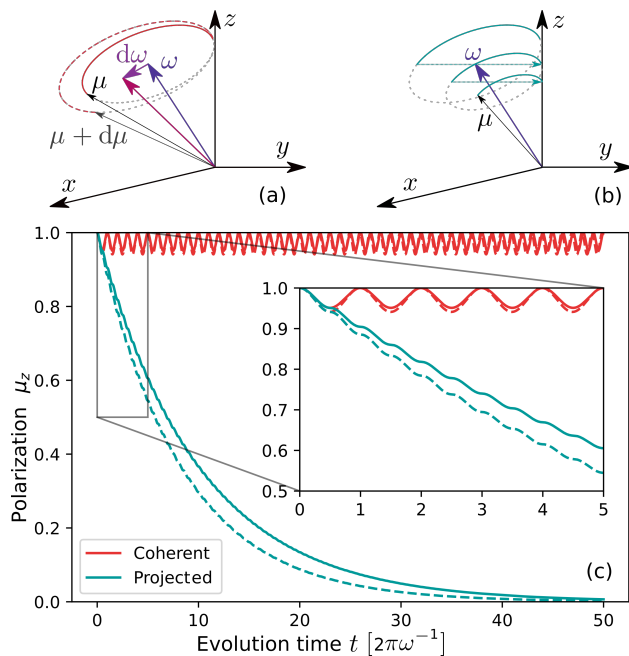 z
dω ω
μ
μ + dμ
y
x
(a)
z
ω
μ
y
x
(b)
1.0
0.8
0.6
0.4
0.2
0.0
Polarization μ_z
1.0
0.9
0.8
0.7
0.6
0.5
0 1 2 3 4 5
Coherent
Projected
(c)
0 10 20 30 40 50
Evolution time t [2πω⁻¹]